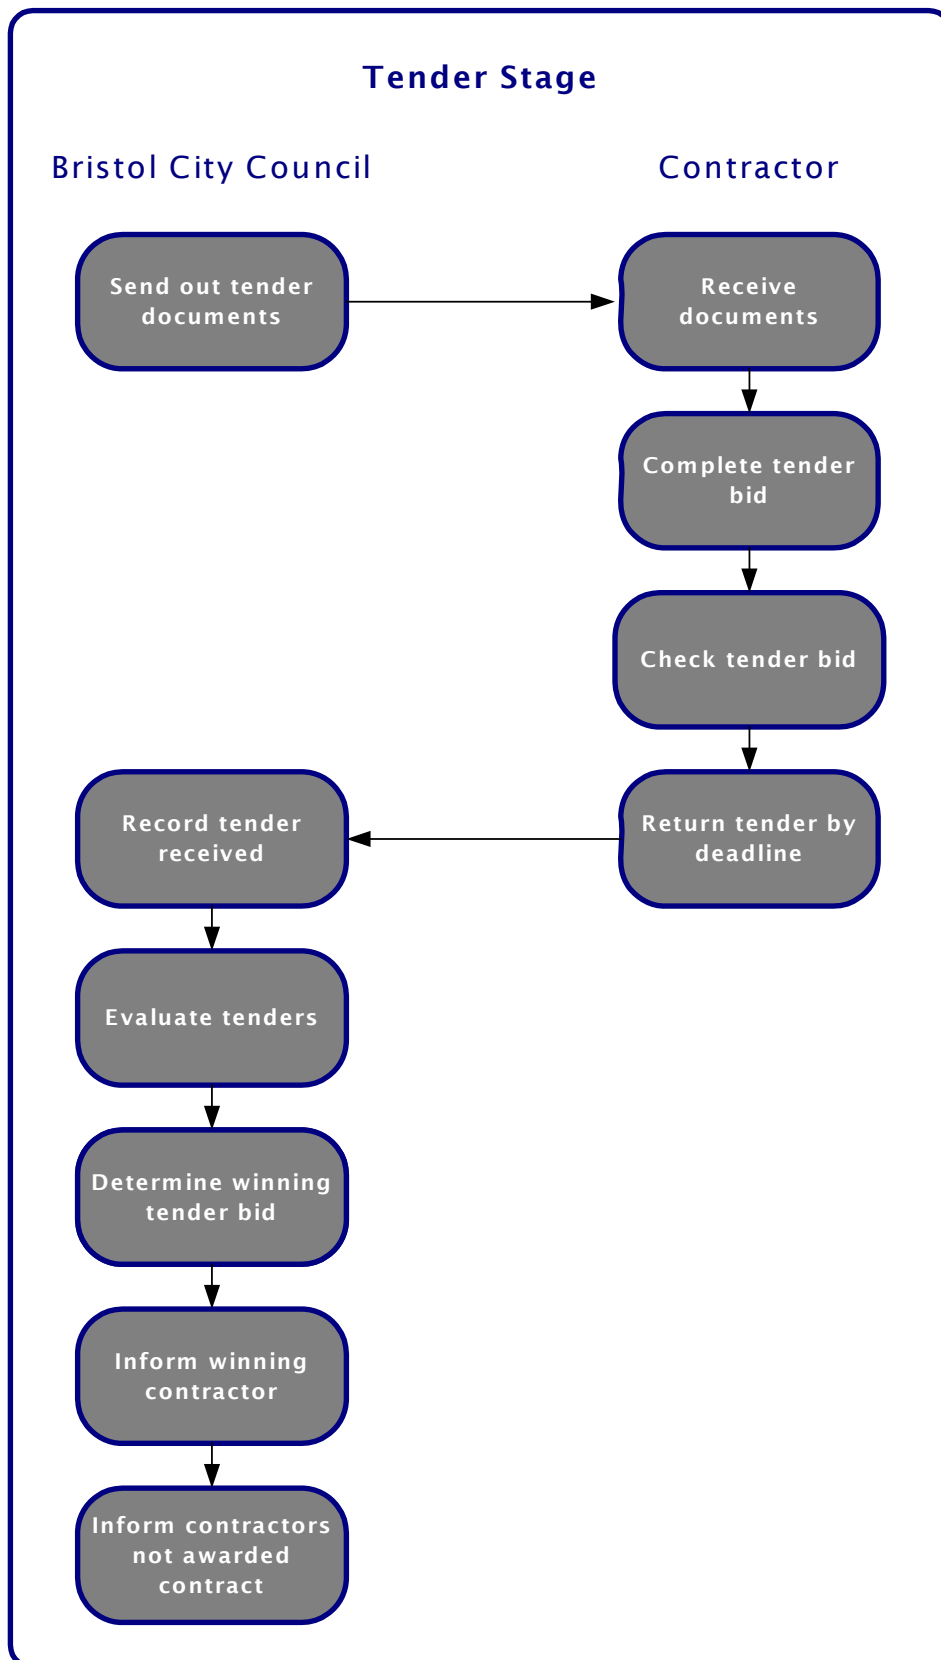 Tender Stage
Bristol City Council
Contractor
Send out tender
documents
Receive
documents
Complete tender
bid
Check tender bid
Return tender by
deadline
Record tender
received
Evaluate tenders
Determine winning
tender bid
Inform winning
contractor
Inform contractors
not awarded
contract